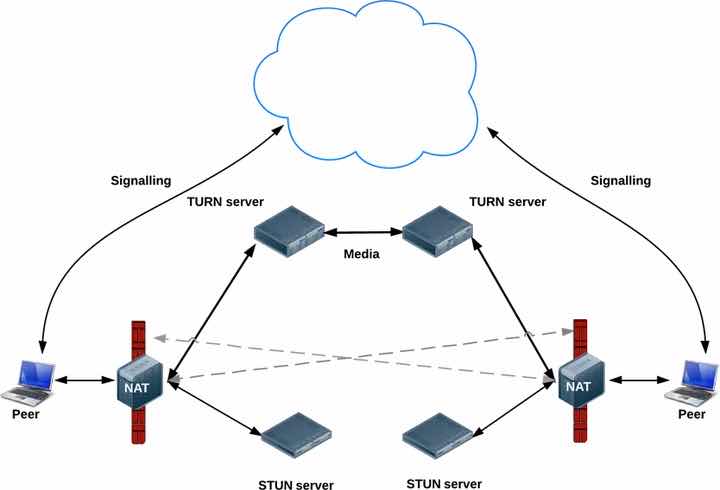 Signalling
Signalling
TURN server
TURN server
Media
NAT
NAT
Peer
Peer
STUN server
STUN server